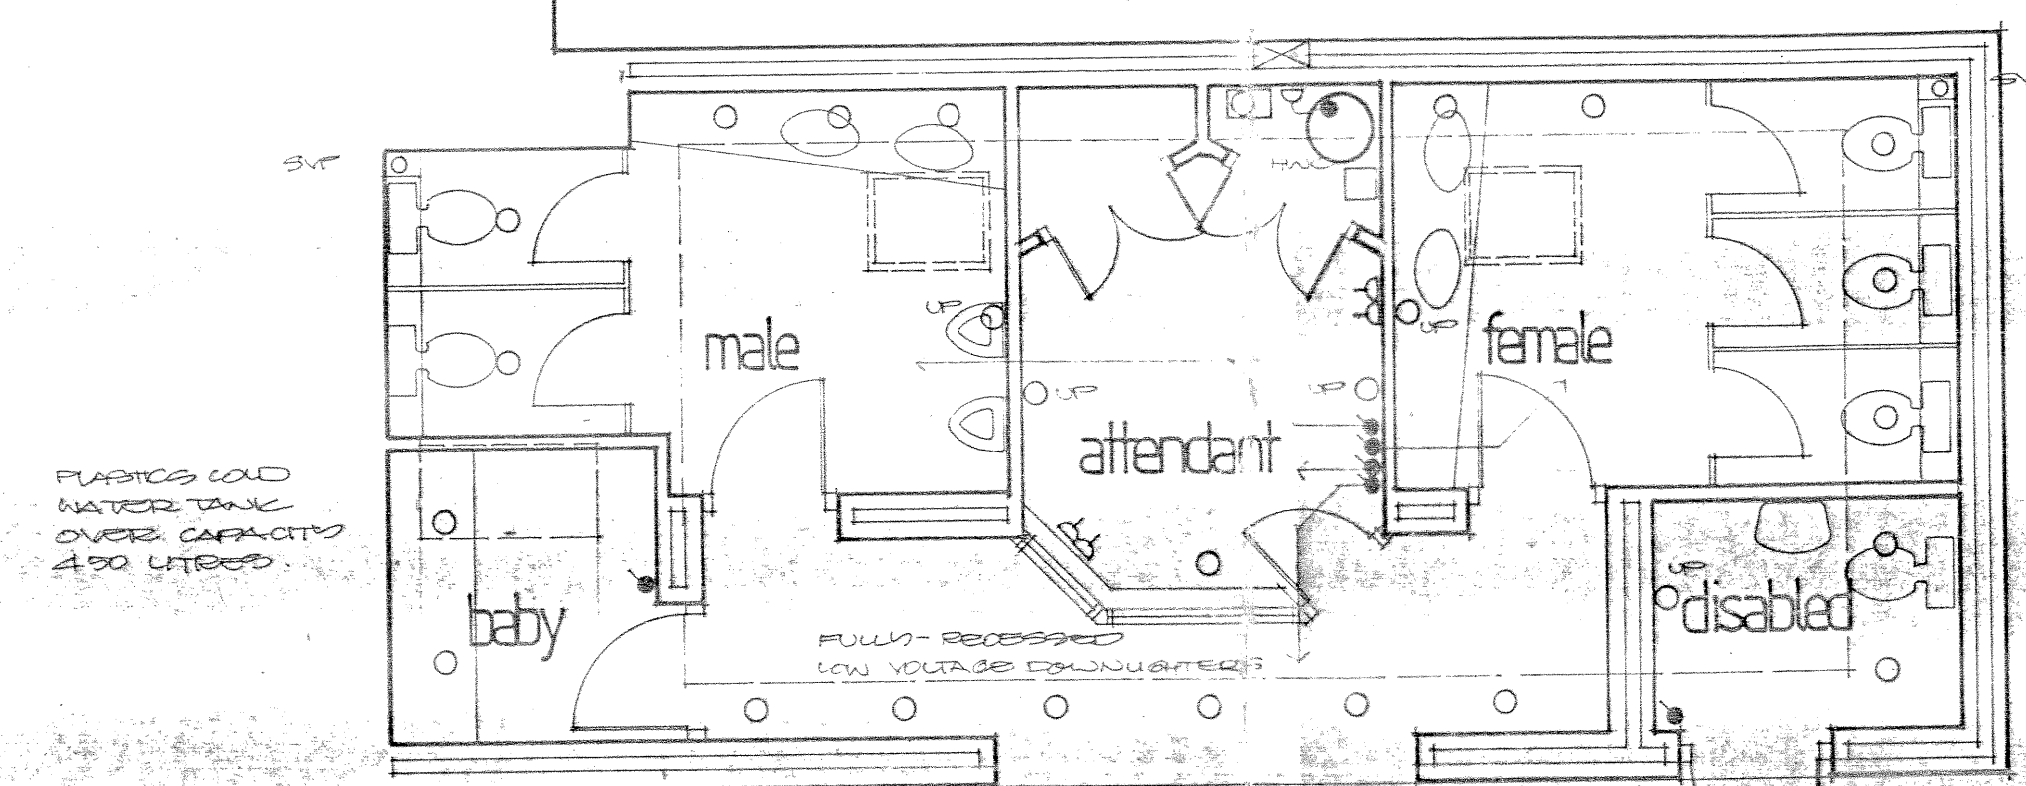 SVP
HWC
UP
UP
male
female
UP
UP
attendant
PLASTICS COLD
WATER TANK
OVER. CAPACITY
450 LITRES.
UP
baby
disabled
FULLY-RECESSED
LOW VOLTAGE DOWNLIGHTERS